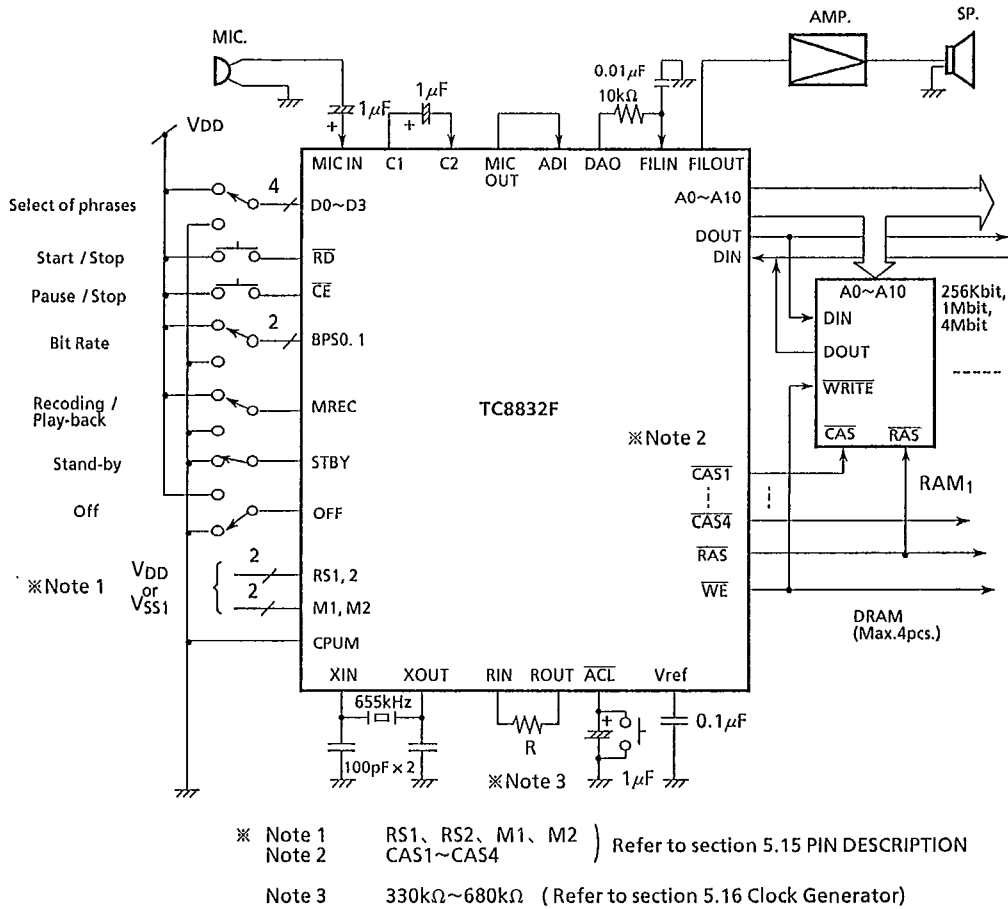 MIC.
AMP.
SP.
1μF
1μF
0.01μF
10kΩ
VDD
MIC IN C1 C2 MIC OUT ADI DAO FILIN FILOUT
Select of phrases
4
D0~D3
A0~A10
DOUT
DIN
Start / Stop
RD
Pause / Stop
CE
Bit Rate
2
BPS0. 1
A0~A10
DIN
DOUT
WRITE
CAS RAS
256Kbit,
1Mbit,
4Mbit
Recoding /
Play-back
MREC
TC8832F
※Note 2
Stand-by
STBY
CAS1
RAM1
Off
OFF
CAS4
RAS
※Note 1
VDD
or
VSS1
2
RS1, 2
2
M1, M2
WE
DRAM
(Max.4pcs.)
CPUM
XIN XOUT RIN ROUT ACL Vref
655kHz
+
R
0.1μF
100pF × 2
※Note 3
1μF
※ Note 1 RS1、RS2、M1、M2 ) Refer to section 5.15 PIN DESCRIPTION
Note 2 CAS1~CAS4
Note 3 330kΩ~680kΩ ( Refer to section 5.16 Clock Generator)